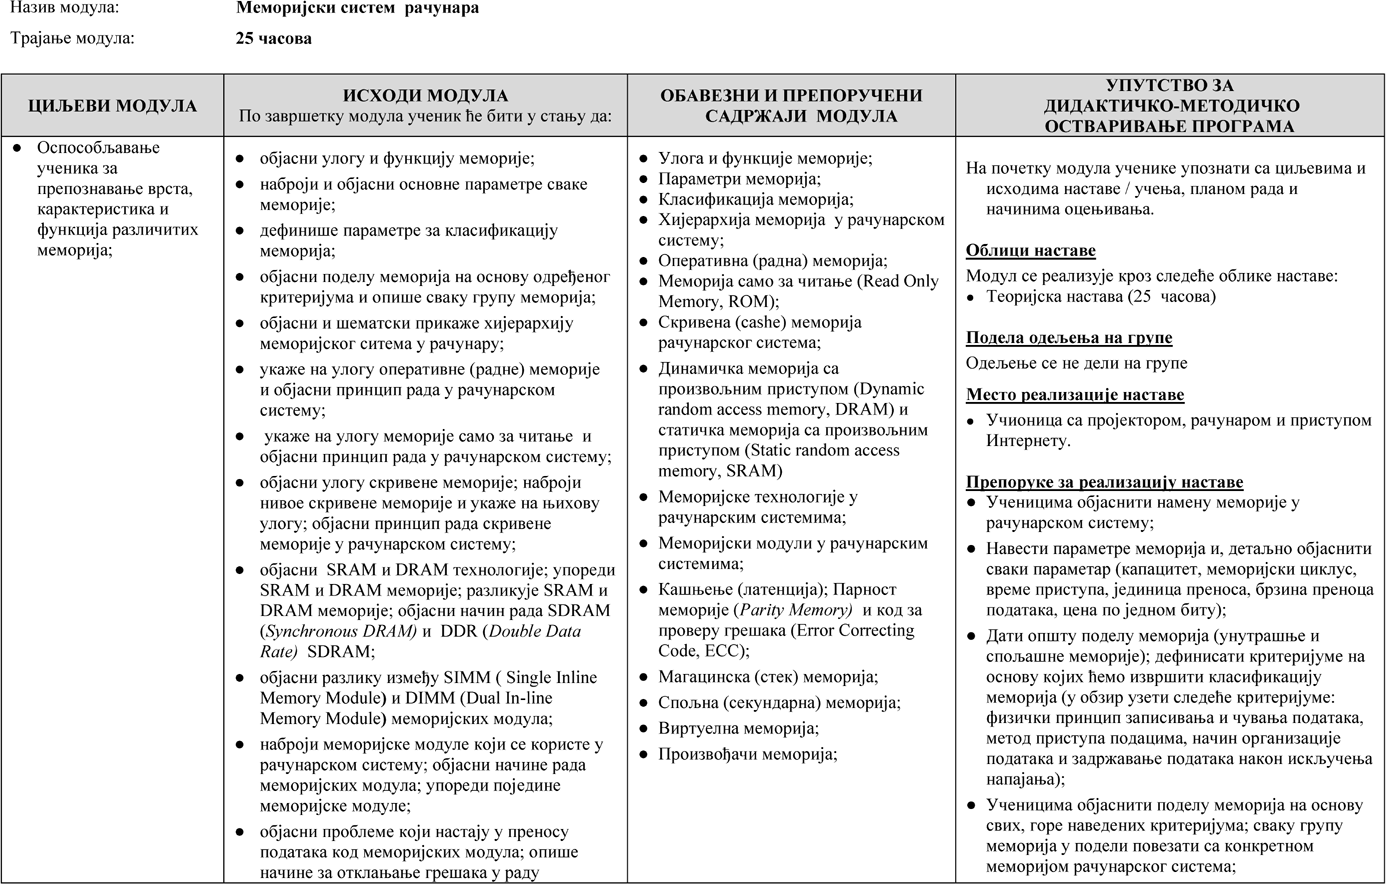 Назив модула: Меморијски систем рачунара
Трајање модула: 25 часова
ЦИЉЕВИ МОДУЛА
ИСХОДИ МОДУЛА
По завршетку модула ученик ће бити у стању да:
ОБАВЕЗНИ И ПРЕПОРУЧЕНИ
САДРЖАЈИ МОДУЛА
УПУТСТВО ЗА
ДИДАКТИЧКО-МЕТОДИЧКО
ОСТВАРИВАЊЕ ПРОГРАМА
● Оспособљавање
ученика за
препознавање врста,
карактеристика и
функција различитих
меморија;
● објасни улогу и функцију меморије;
● наброји и објасни основне параметре сваке
меморије;
● дефинише параметре за класификацију
меморија;
● објасни поделу меморија на основу одређеног
критеријума и опише сваку групу меморија;
● објасни и шематски прикаже хијерархију
меморијског ситема у рачунару;
● укаже на улогу оперативне (радне) меморије
и објасни принцип рада у рачунарском
систему;
● укаже на улогу меморије само за читање и
објасни принцип рада у рачунарском систему;
● објасни улогу скривене меморије; наброји
нивое скривене меморије и укаже на њихову
улогу; објасни принцип рада скривене
меморије у рачунарском систему;
● објасни SRAM и DRAM технологије; упореди
SRAM и DRAM меморије; разликује SRAM и
DRAM меморије; објасни начин рада SDRAM
(Synchronous DRAM) и DDR (Double Data
Rate) SDRAM;
● објасни разлику између SIMM ( Single Inline
Memory Module) и DIMM (Dual In-line
Memory Module) меморијских модула;
● наброји меморијске модуле који се користе у
рачунарском систему; објасни начине рада
меморијских модула; упореди поједине
меморијске модуле;
● објасни проблеме који настају у преносу
података код меморијских модула; опише
начине за отклањање грешака у раду
● Улога и функције меморије;
● Параметри меморија;
● Класификација меморија;
● Хијерархија меморија у рачунарском
систему;
● Оперативна (радна) меморија;
● Меморија само за читање (Read Only
Memory, ROM);
● Скривена (cashe) меморија
рачунарског система;
● Динамичка меморија са
произвољним приступом (Dynamic
random access memory, DRAM) и
статичка меморија са произвољним
приступом (Static random access
memory, SRAM)
● Меморијске технологије у
рачунарским системима;
● Меморијски модули у рачунарским
системима;
● Кашњење (латенција); Парност
меморије (Parity Memory) и код за
проверу грешака (Error Correcting
Code, ECC);
● Магацинска (стек) меморија;
● Спољна (секундарна) меморија;
● Виртуелна меморија;
● Произвођачи меморија;
На почетку модула ученике упознати са циљевима и
исходима наставе / учења, планом рада и
начинима оцењивања.
Облици наставе
Модул се реализује кроз следеће облике наставе:
● Теоријска настава (25 часова)
Подела одељења на групе
Одељење се не дели на групе
Место реализације наставе
● Учионица са пројектором, рачунаром и приступом
Интернету.
Препоруке за реализацију наставе
● Ученицима објаснити намену меморије у
рачунарском систему;
● Навести параметре меморија и, детаљно објаснити
сваки параметар (капацитет, меморијски циклус,
време приступа, јединица преноса, брзина преноца
података, цена по једном биту);
● Дати општу поделу меморија (унутрашње и
спољашне меморије); дефинисати критеријуме на
основу којих ћемо извршити класификацију
меморија (у обзир узети следеће критеријуме:
физички принцип записивања и чувања података,
метод приступа подацима, начин организације
података и задржавање података након искључења
напајања);
● Ученицима објаснити поделу меморија на основу
свих, горе наведених критеријума; сваку групу
меморија у подели повезати са конкретном
меморијом рачунарског система;